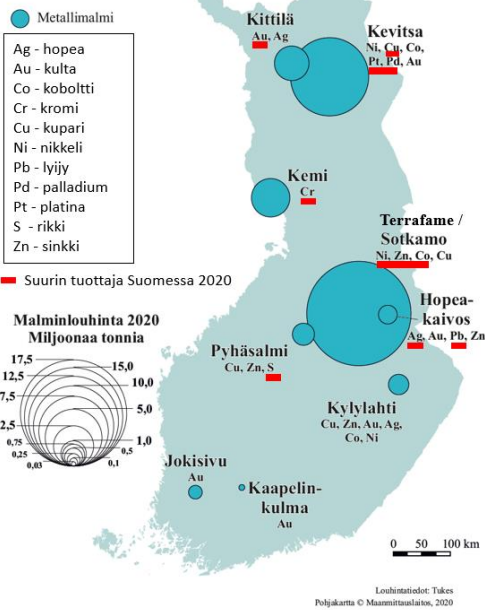 Metallimalmi
Ag - hopea
Au - kulta
Co - koboltti
Cr - kromi
Cu - kupari
Ni - nikkeli
Pb - lyijy
Pd - palladium
Pt - platina
S - rikki
Zn - sinkki
Suurin tuottaja Suomessa 2020
Malminlouhinta 2020
Miljoonaa tonnia
17,5
15,0
12,5
10,0
7,5
5,0
2,5
1,0
0,75
0,5
0,25
0,1
0,03
Kittilä
Au, Ag
Kevitsa
Ni, Cu, Co,
Pt, Pd, Au
Kemi
Cr
Terrafame /
Sotkamo
Ni, Zn, Co, Cu
Hopea-
kaivos
Ag, Au, Pb, Zn
Pyhäsalmi
Cu, Zn, S
Kylylahti
Cu, Zn, Au, Ag,
Co, Ni
Jokisivu
Au
Kaapelin-
kulma
Au
0 50 100 km
Louhintatiedot: Tukes
Pohjakartta © Maanmittauslaitos, 2020